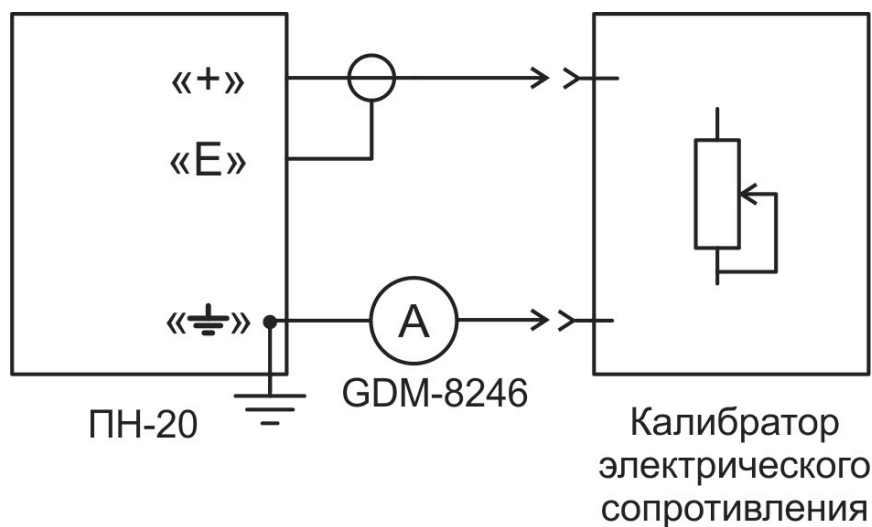 «+»
«E»
«⏚»
A
GDM-8246
ПН-20
Калибратор
электрического
сопротивления